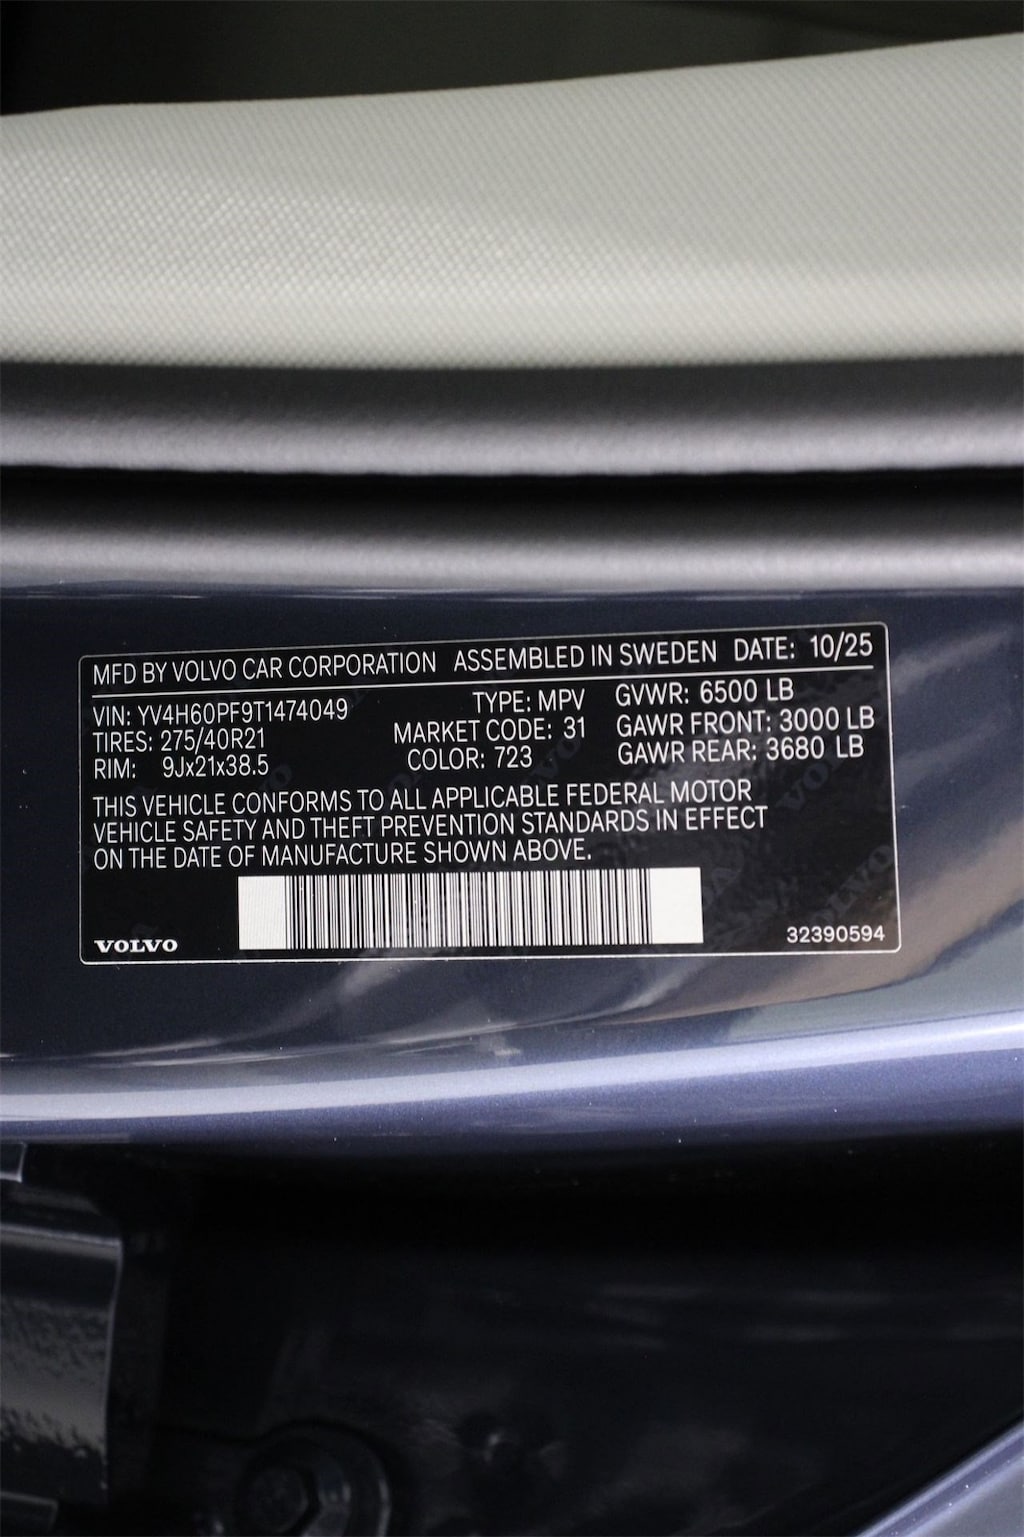 MFD BY VOLVO CAR CORPORATION ASSEMBLED IN SWEDEN DATE: 10/25
VIN: YV4H60PF9T1474049 TYPE: MPV GVWR: 6500 LB
TIRES: 275/40R21 MARKET CODE: 31 GAWR FRONT: 3000 LB
RIM: 9Jx21x38.5 COLOR: 723 GAWR REAR: 3680 LB
THIS VEHICLE CONFORMS TO ALL APPLICABLE FEDERAL MOTOR
VEHICLE SAFETY AND THEFT PREVENTION STANDARDS IN EFFECT
ON THE DATE OF MANUFACTURE SHOWN ABOVE.
VOLVO 32390594